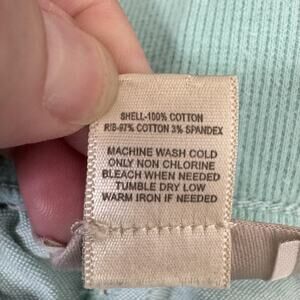 SHELL-100% COTTON
RIB-97% COTTON 3% SPANDEX
MACHINE WASH COLD
ONLY NON CHLORINE
BLEACH WHEN NEEDED
TUMBLE DRY LOW
WARM IRON IF NEEDED